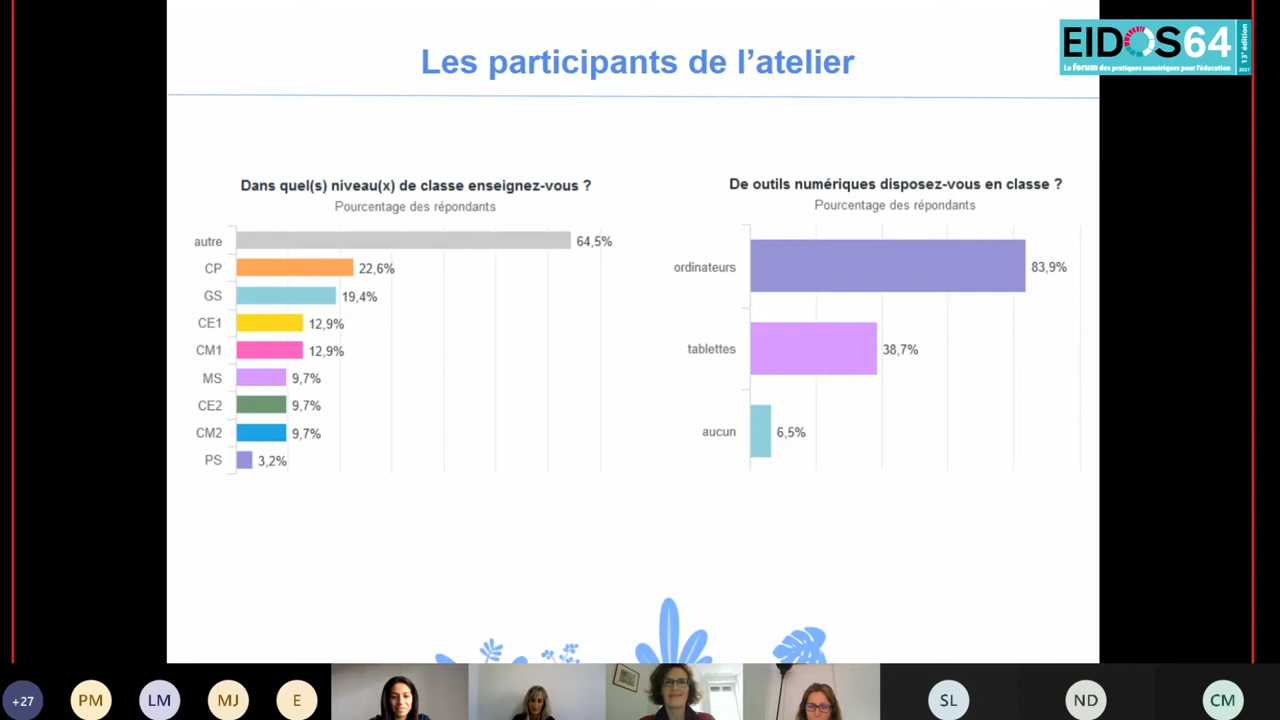 Les participants de l’atelier
EIDOS64
Le forum des pratiques numériques pour l'éducation
13e édition
2021
Dans quel(s) niveau(x) de classe enseignez-vous ?
Pourcentage des répondants
autre 64,5%
CP 22,6%
GS 19,4%
CE1 12,9%
CM1 12,9%
MS 9,7%
CE2 9,7%
CM2 9,7%
PS 3,2%
De outils numériques disposez-vous en classe ?
Pourcentage des répondants
ordinateurs 83,9%
tablettes 38,7%
aucun 6,5%
+27 PM LM MJ E SL ND CM